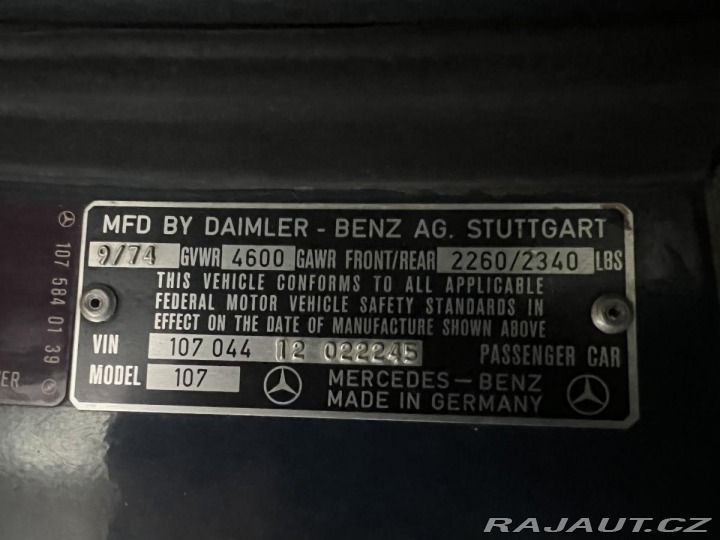 MFD BY DAIMLER - BENZ AG. STUTTGART
9/74 GVWR 4600 GAWR FRONT/REAR 2260/2340 LBS
THIS VEHICLE CONFORMS TO ALL APPLICABLE
FEDERAL MOTOR VEHICLE SAFETY STANDARDS IN
EFFECT ON THE DATE OF MANUFACTURE SHOWN ABOVE
VIN 107 044 12 022245 PASSENGER CAR
MODEL 107 MERCEDES-BENZ
MADE IN GERMANY
107 584 01 39
RAJAUT.CZ